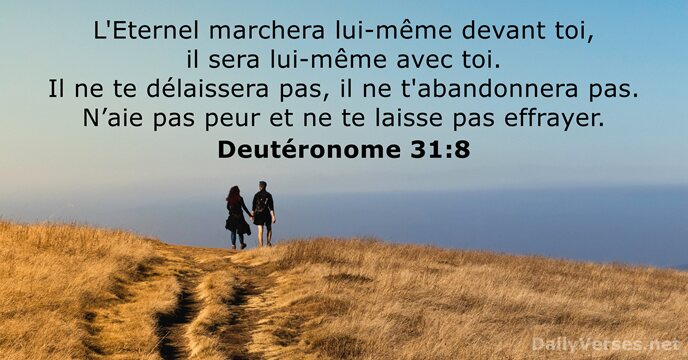 L'Eternel marchera lui-même devant toi,
il sera lui-même avec toi.
Il ne te délaissera pas, il ne t'abandonnera pas.
N’aie pas peur et ne te laisse pas effrayer.
Deutéronome 31:8
DailyVerses.net